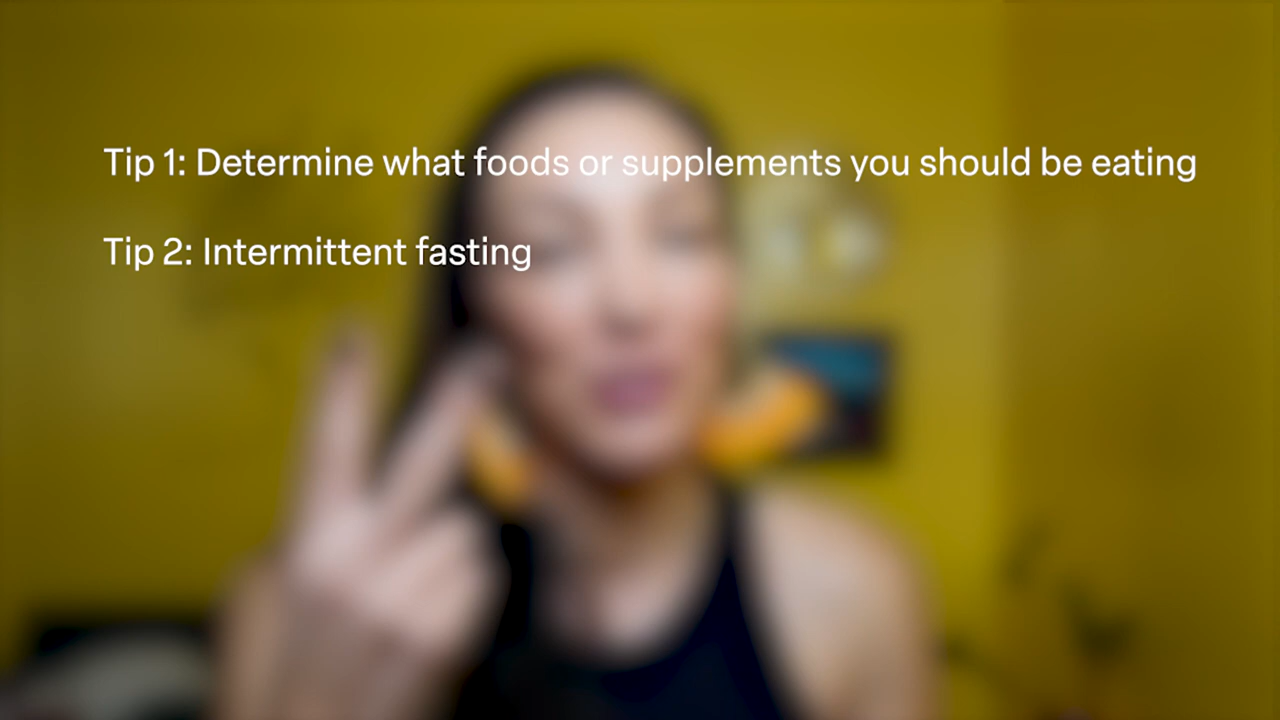 Tip 1: Determine what foods or supplements you should be eating
Tip 2: Intermittent fasting